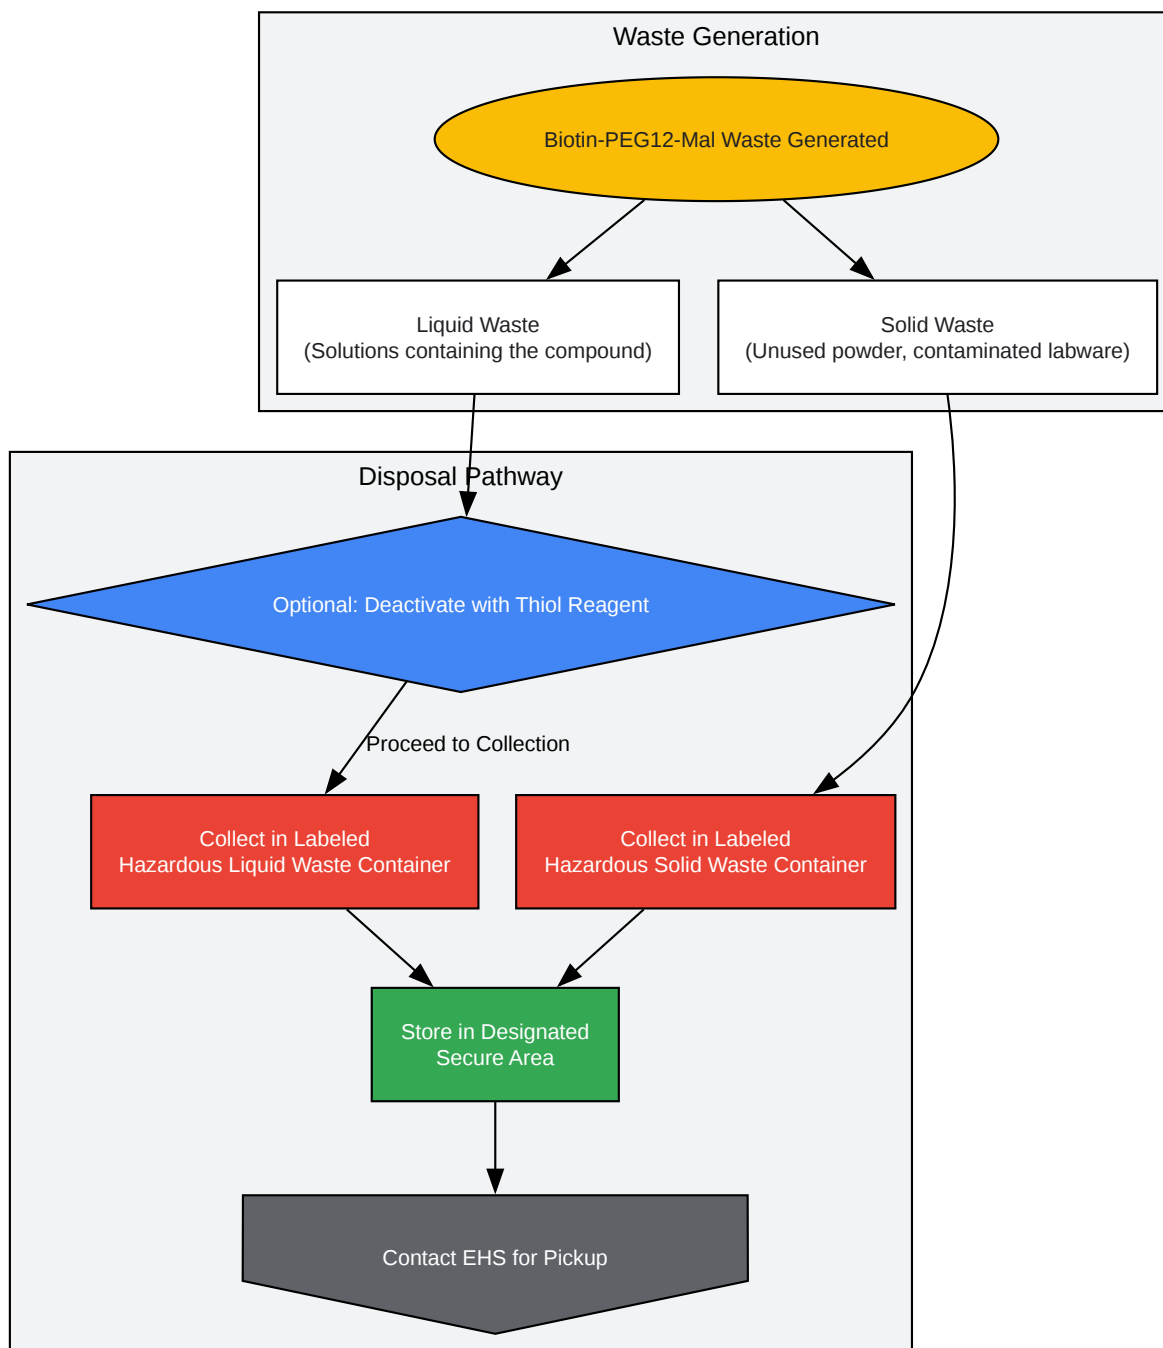 Waste Generation
Biotin-PEG12-Mal Waste Generated
Liquid Waste
(Solutions containing the compound)
Solid Waste
(Unused powder, contaminated labware)
Disposal Pathway
Optional: Deactivate with Thiol Reagent
Proceed to Collection
Collect in Labeled
Hazardous Liquid Waste Container
Collect in Labeled
Hazardous Solid Waste Container
Store in Designated
Secure Area
Contact EHS for Pickup